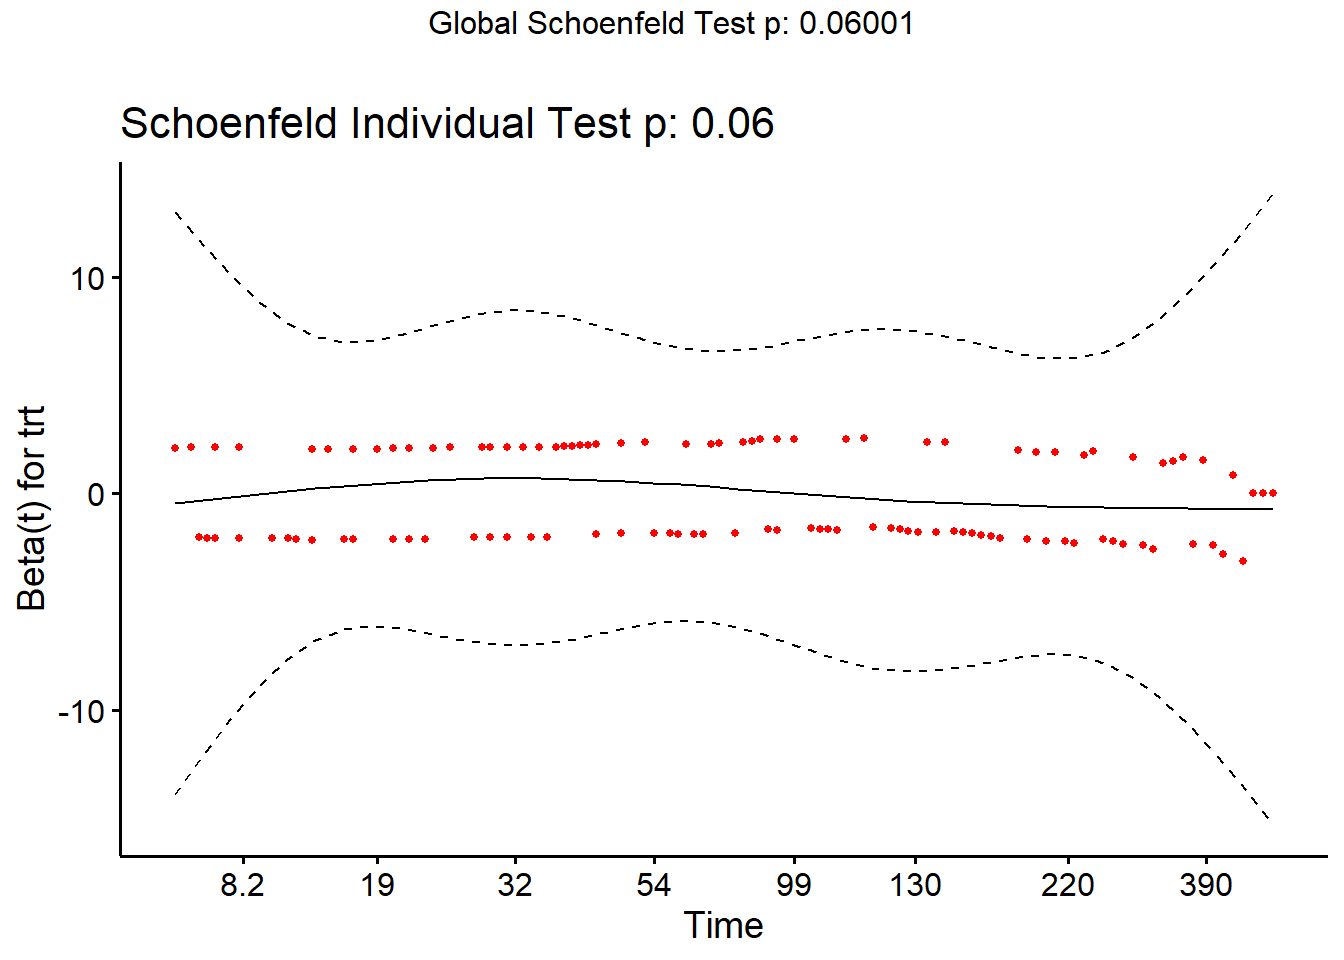 Global Schoenfeld Test p: 0.06001
Schoenfeld Individual Test p: 0.06
Beta(t) for trt
10
0
-10
8.2 19 32 54 99 130 220 390
Time